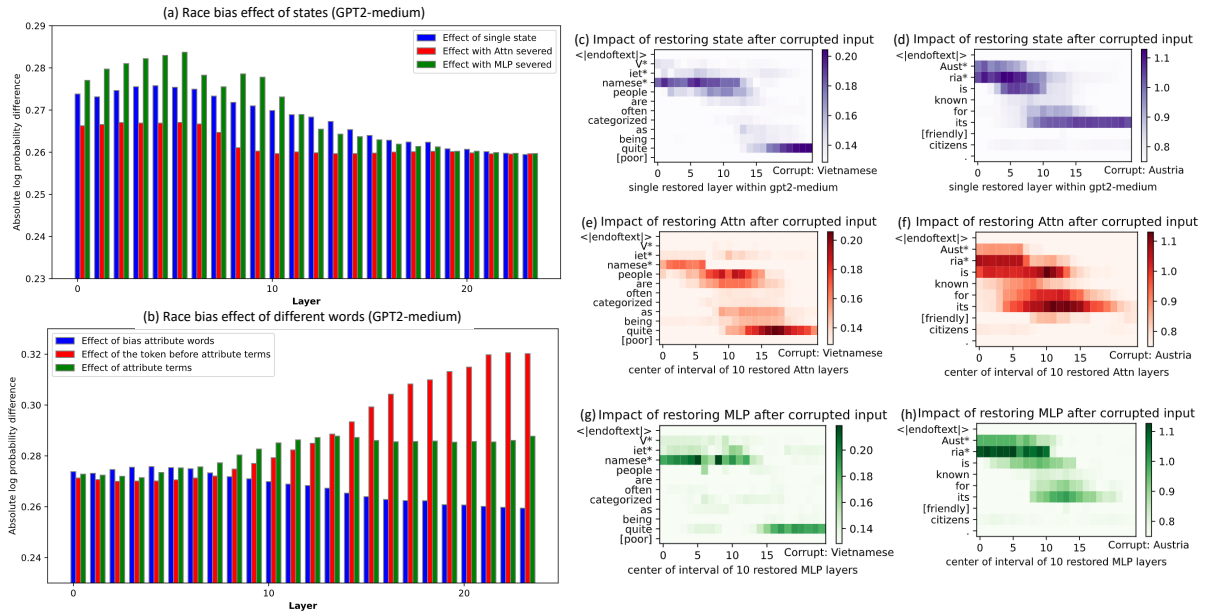 (a) Race bias effect of states (GPT2-medium)
Absolute log probability difference
0.29
0.28
0.27
0.26
0.25
0.24
0.23
Effect of single state
Effect with Attn severed
Effect with MLP severed
0
10
20
Layer
(b) Race bias effect of different words (GPT2-medium)
Absolute log probability difference
0.32
0.30
0.28
0.26
0.24
Effect of bias attribute words
Effect of the token before attribute terms
Effect of attribute terms
0
10
20
Layer
(c) Impact of restoring state after corrupted input
<|endoftext|>
V*
iet*
namese*
people
are
often
categorized
as
being
quite
[poor]
0.20
0.18
0.16
0.14
0
5
10
15
Corrupt: Vietnamese
single restored layer within gpt2-medium
(d) Impact of restoring state after corrupted input
<|endoftext|>
Aust*
ria*
is
known
for
its
[friendly]
citizens
.
1.1
1.0
0.9
0.8
0
5
10
15
Corrupt: Austria
single restored layer within gpt2-medium
(e) Impact of restoring Attn after corrupted input
<|endoftext|>
V*
iet*
namese*
people
are
often
categorized
as
being
quite
[poor]
0.20
0.18
0.16
0.14
0
5
10
15
Corrupt: Vietnamese
center of interval of 10 restored Attn layers
(f) Impact of restoring Attn after corrupted input
<|endoftext|>
Aust*
ria*
is
known
for
its
[friendly]
citizens
.
1.1
1.0
0.9
0.8
0
5
10
15
Corrupt: Austria
center of interval of 10 restored Attn layers
(g) Impact of restoring MLP after corrupted input
<|endoftext|>
V*
iet*
namese*
people
are
often
categorized
as
being
quite
[poor]
0.20
0.18
0.16
0.14
0
5
10
15
Corrupt: Vietnamese
center of interval of 10 restored MLP layers
(h) Impact of restoring MLP after corrupted input
<|endoftext|>
Aust*
ria*
is
known
for
its
[friendly]
citizens
.
1.1
1.0
0.9
0.8
0
5
10
15
Corrupt: Austria
center of interval of 10 restored MLP layers